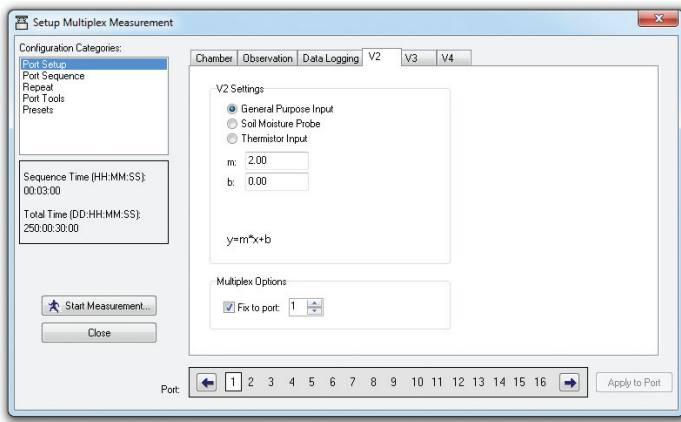 Setup Multiplex Measurement
Configuration Categories:
Port Setup
Port Sequence
Repeat
Port Tools
Presets
Sequence Time (HH:MM:SS):
00:03:00
Total Time (DD:HH:MM:SS):
250:00:30:00
Start Measurement...
Close
Chamber Observation Data Logging V2 V3 V4
V2 Settings
General Purpose Input
Soil Moisture Probe
Thermistor Input
m: 2.00
b: 0.00
y=m*x+b
Multiplex Options
Fix to port: 1
Port: 1 2 3 4 5 6 7 8 9 10 11 12 13 14 15 16
Apply to Port